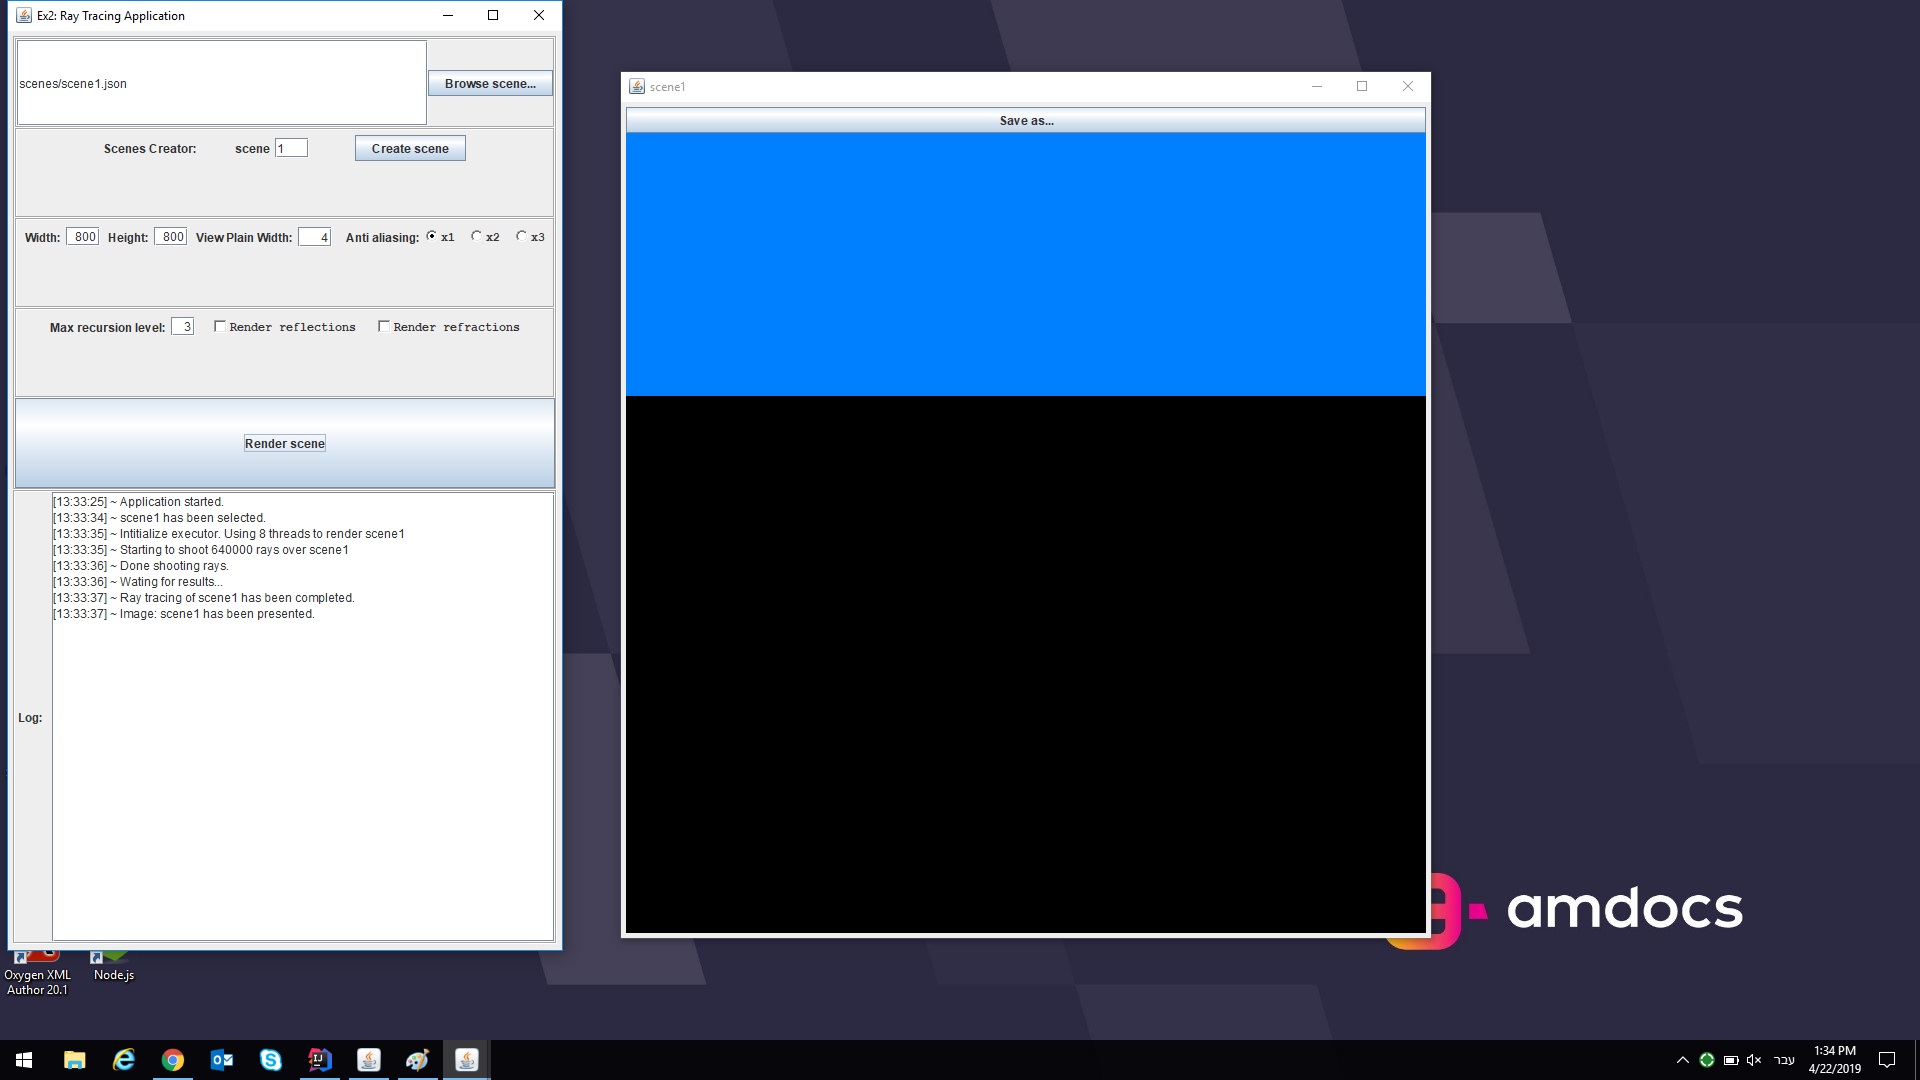 Ex2: Ray Tracing Application
scenes/scene1.json
Browse scene...
Scenes Creator: scene 1 Create scene
Width: 800 Height: 800 View Plain Width: 4 Anti aliasing: x1 x2 x3
Max recursion level: 3 Render reflections Render refractions
Render scene
Log:
[13:33:25] ~ Application started.
[13:33:34] ~ scene1 has been selected.
[13:33:35] ~ Intitialize executor. Using 8 threads to render scene1
[13:33:35] ~ Starting to shoot 640000 rays over scene1
[13:33:36] ~ Done shooting rays.
[13:33:36] ~ Wating for results...
[13:33:37] ~ Ray tracing of scene1 has been completed.
[13:33:37] ~ Image: scene1 has been presented.
scene1
Save as...
amdocs
Oxygen XML
Author 20.1
Node.js
עבר
1:34 PM
4/22/2019